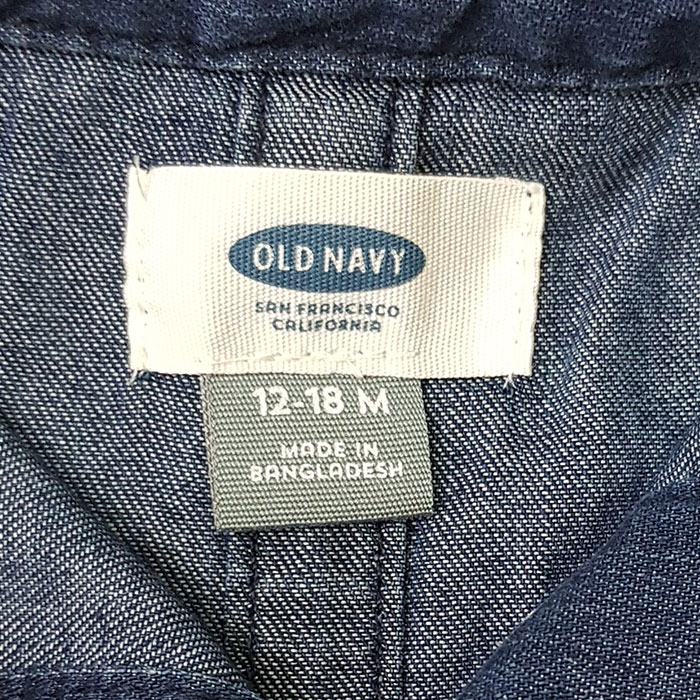 OLD NAVY
SAN FRANCISCO
CALIFORNIA
12-18 M
MADE IN
BANGLADESH